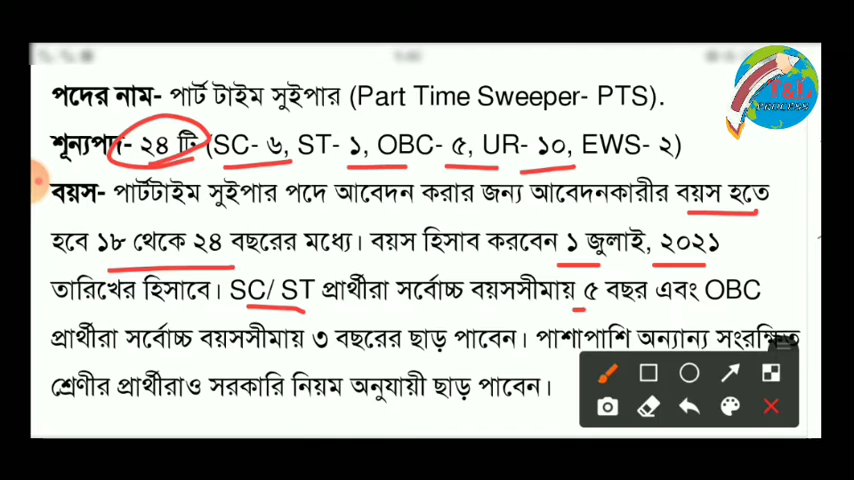 পদের নাম- পার্ট টাইম সুইপার (Part Time Sweeper- PTS).
শূন্যপদ- ২৪ টি (SC- ৬, ST- ১, OBC- ৫, UR- ১০, EWS- ২)
বয়স- পার্টটাইম সুইপার পদে আবেদন করার জন্য আবেদনকারীর বয়স হতে
হবে ১৮ থেকে ২৪ বছরের মধ্যে। বয়স হিসাব করবেন ১ জুলাই, ২০২১
তারিখের হিসাবে। SC/ ST প্রার্থীরা সর্বোচ্চ বয়সসীমায় ৫ বছর এবং OBC
প্রার্থীরা সর্বোচ্চ বয়সসীমায় ৩ বছরের ছাড় পাবেন। পাশাপাশি অন্যান্য সংরক্ষিত
শ্রেণীর প্রার্থীরাও সরকারি নিয়ম অনুযায়ী ছাড় পাবেন।